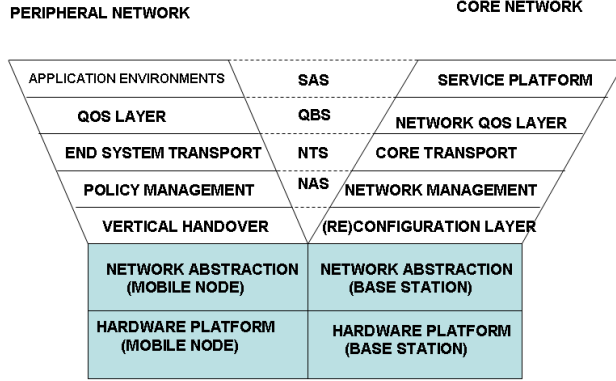 PERIPHERAL NETWORK
CORE NETWORK
APPLICATION ENVIRONMENTS
SAS
SERVICE PLATFORM
QOS LAYER
QBS
NETWORK QOS LAYER
END SYSTEM TRANSPORT
NTS
CORE TRANSPORT
POLICY MANAGEMENT
NAS
NETWORK MANAGEMENT
VERTICAL HANDOVER
(RE)CONFIGURATION LAYER
NETWORK ABSTRACTION
(MOBILE NODE)
NETWORK ABSTRACTION
(BASE STATION)
HARDWARE PLATFORM
(MOBILE NODE)
HARDWARE PLATFORM
(BASE STATION)